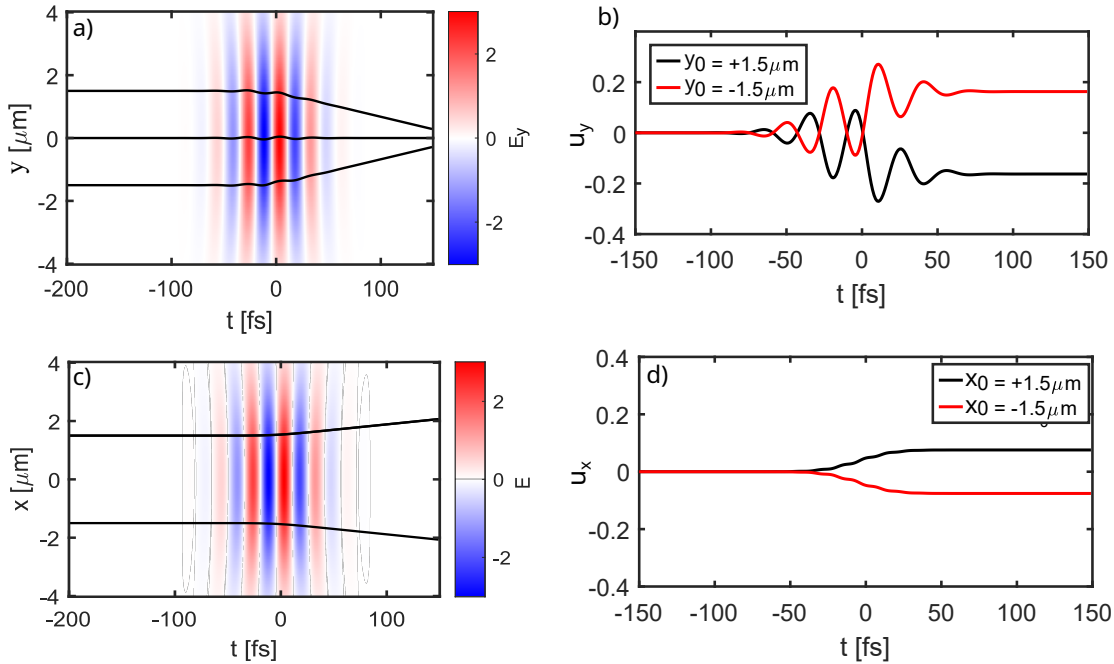 a)
4
2
0
-2
-4
y [μm]
-200
-100
0
100
t [fs]
2
0
-2
E_y
b)
0.2
0
-0.2
-0.4
u_y
y_0 = +1.5μm
y_0 = -1.5μm
-150
-100
-50
0
50
100
150
t [fs]
c)
4
2
0
-2
-4
x [μm]
-200
-100
0
100
t [fs]
2
0
-2
E
d)
0.4
0.2
0
-0.2
-0.4
u_x
x_0 = +1.5μm
x_0 = -1.5μm
-150
-100
-50
0
50
100
150
t [fs]